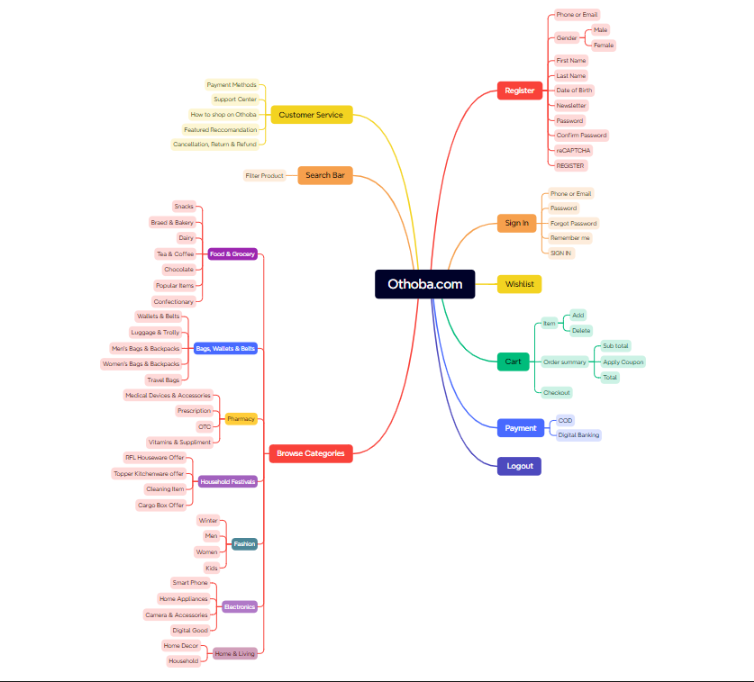 Othoba.com
Register
Phone or Email
Gender
Male
Female
First Name
Last Name
Date of Birth
Newsletter
Password
Confirm Password
reCAPTCHA
REGISTER
Sign In
Phone or Email
Password
Forgot Password
Remember me
SIGN IN
Wishlist
Cart
Item
Add
Delete
Order summary
Sub total
Apply Coupon
Total
Checkout
Payment
COD
Digital Banking
Logout
Customer Service
Payment Methods
Support Center
How to shop on Othoba
Featured Reccomandation
Cancellation, Return & Refund
Search Bar
Filter Product
Browse Categories
Food & Grocery
Snacks
Braed & Bakery
Dairy
Tea & Coffee
Chocolate
Popular Items
Confectionary
Bags, Wallets & Belts
Wallets & Belts
Luggage & Trolly
Men's Bags & Backpacks
Women's Bags & Backpacks
Travel Bags
Pharmacy
Medical Devices & Accessories
Prescription
OTC
Vitamins & Suppliment
Household Festivals
RFL Houseware Offer
Topper Kitchenware offer
Cleaning Item
Cargo Box Offer
Fashion
Winter
Men
Women
Kids
Electronics
Smart Phone
Home Appliances
Camera & Accessories
Digital Good
Home & Living
Home Decor
Household